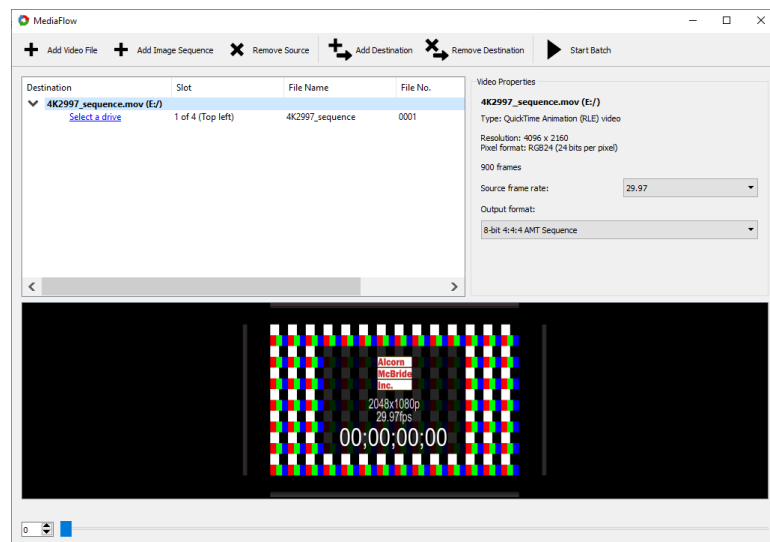 MediaFlow
Add Video File Add Image Sequence Remove Source Add Destination Remove Destination Start Batch
Destination Slot File Name File No.
4K2997_sequence.mov (E:/)
Select a drive 1 of 4 (Top left) 4K2997_sequence 0001
Video Properties
4K2997_sequence.mov (E:/)
Type: QuickTime Animation (RLE) video
Resolution: 4096 x 2160
Pixel format: RGB24 (24 bits per pixel)
900 frames
Source frame rate: 29.97
Output format:
8-bit 4:4:4 AMT Sequence
Alcorn
McBride
Inc.
2048x1080p
29.97fps
00;00;00;00
0